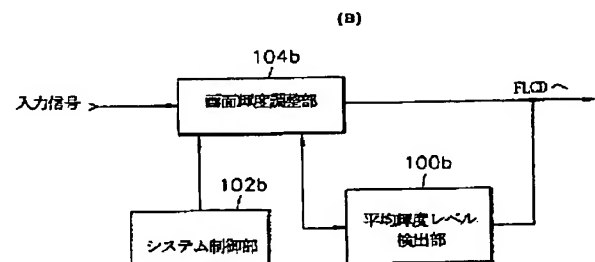 (B)
104b
入力信号
画面輝度調整部
FLCDへ
100b
102b
平均輝度レベル
検出部
システム制御部